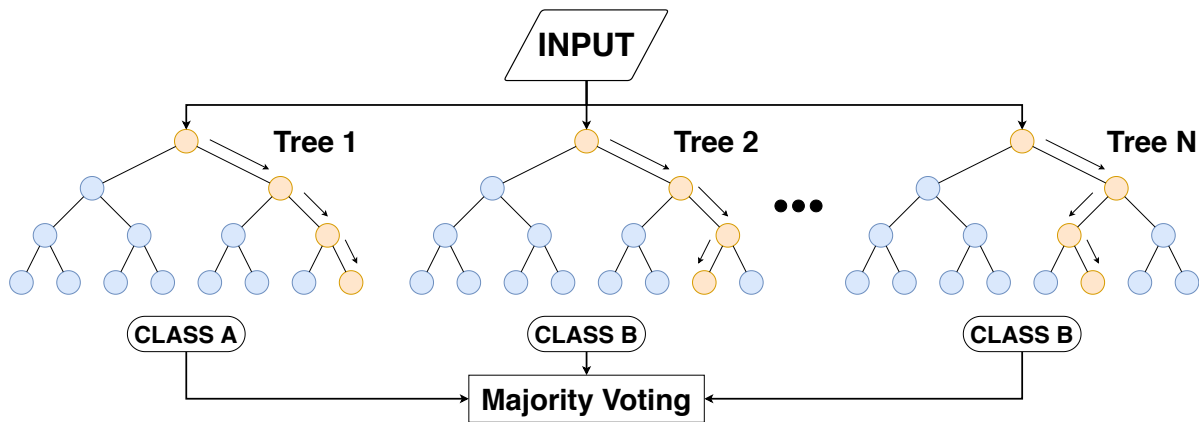 INPUT
Tree 1
Tree 2
Tree N
CLASS A
CLASS B
CLASS B
Majority Voting